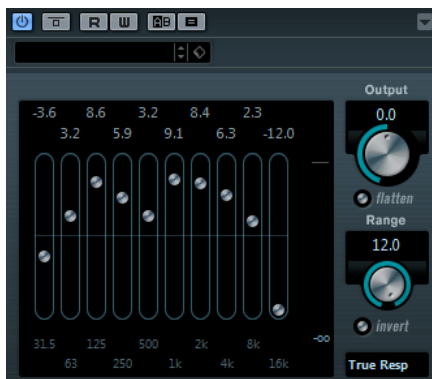 R W A B
-3.6 8.6 3.2 8.4 2.3
3.2 5.9 9.1 6.3 -12.0
31.5 125 500 2k 8k
63 250 1k 4k 16k
-∞
Output
0.0
flatten
Range
12.0
invert
True Resp